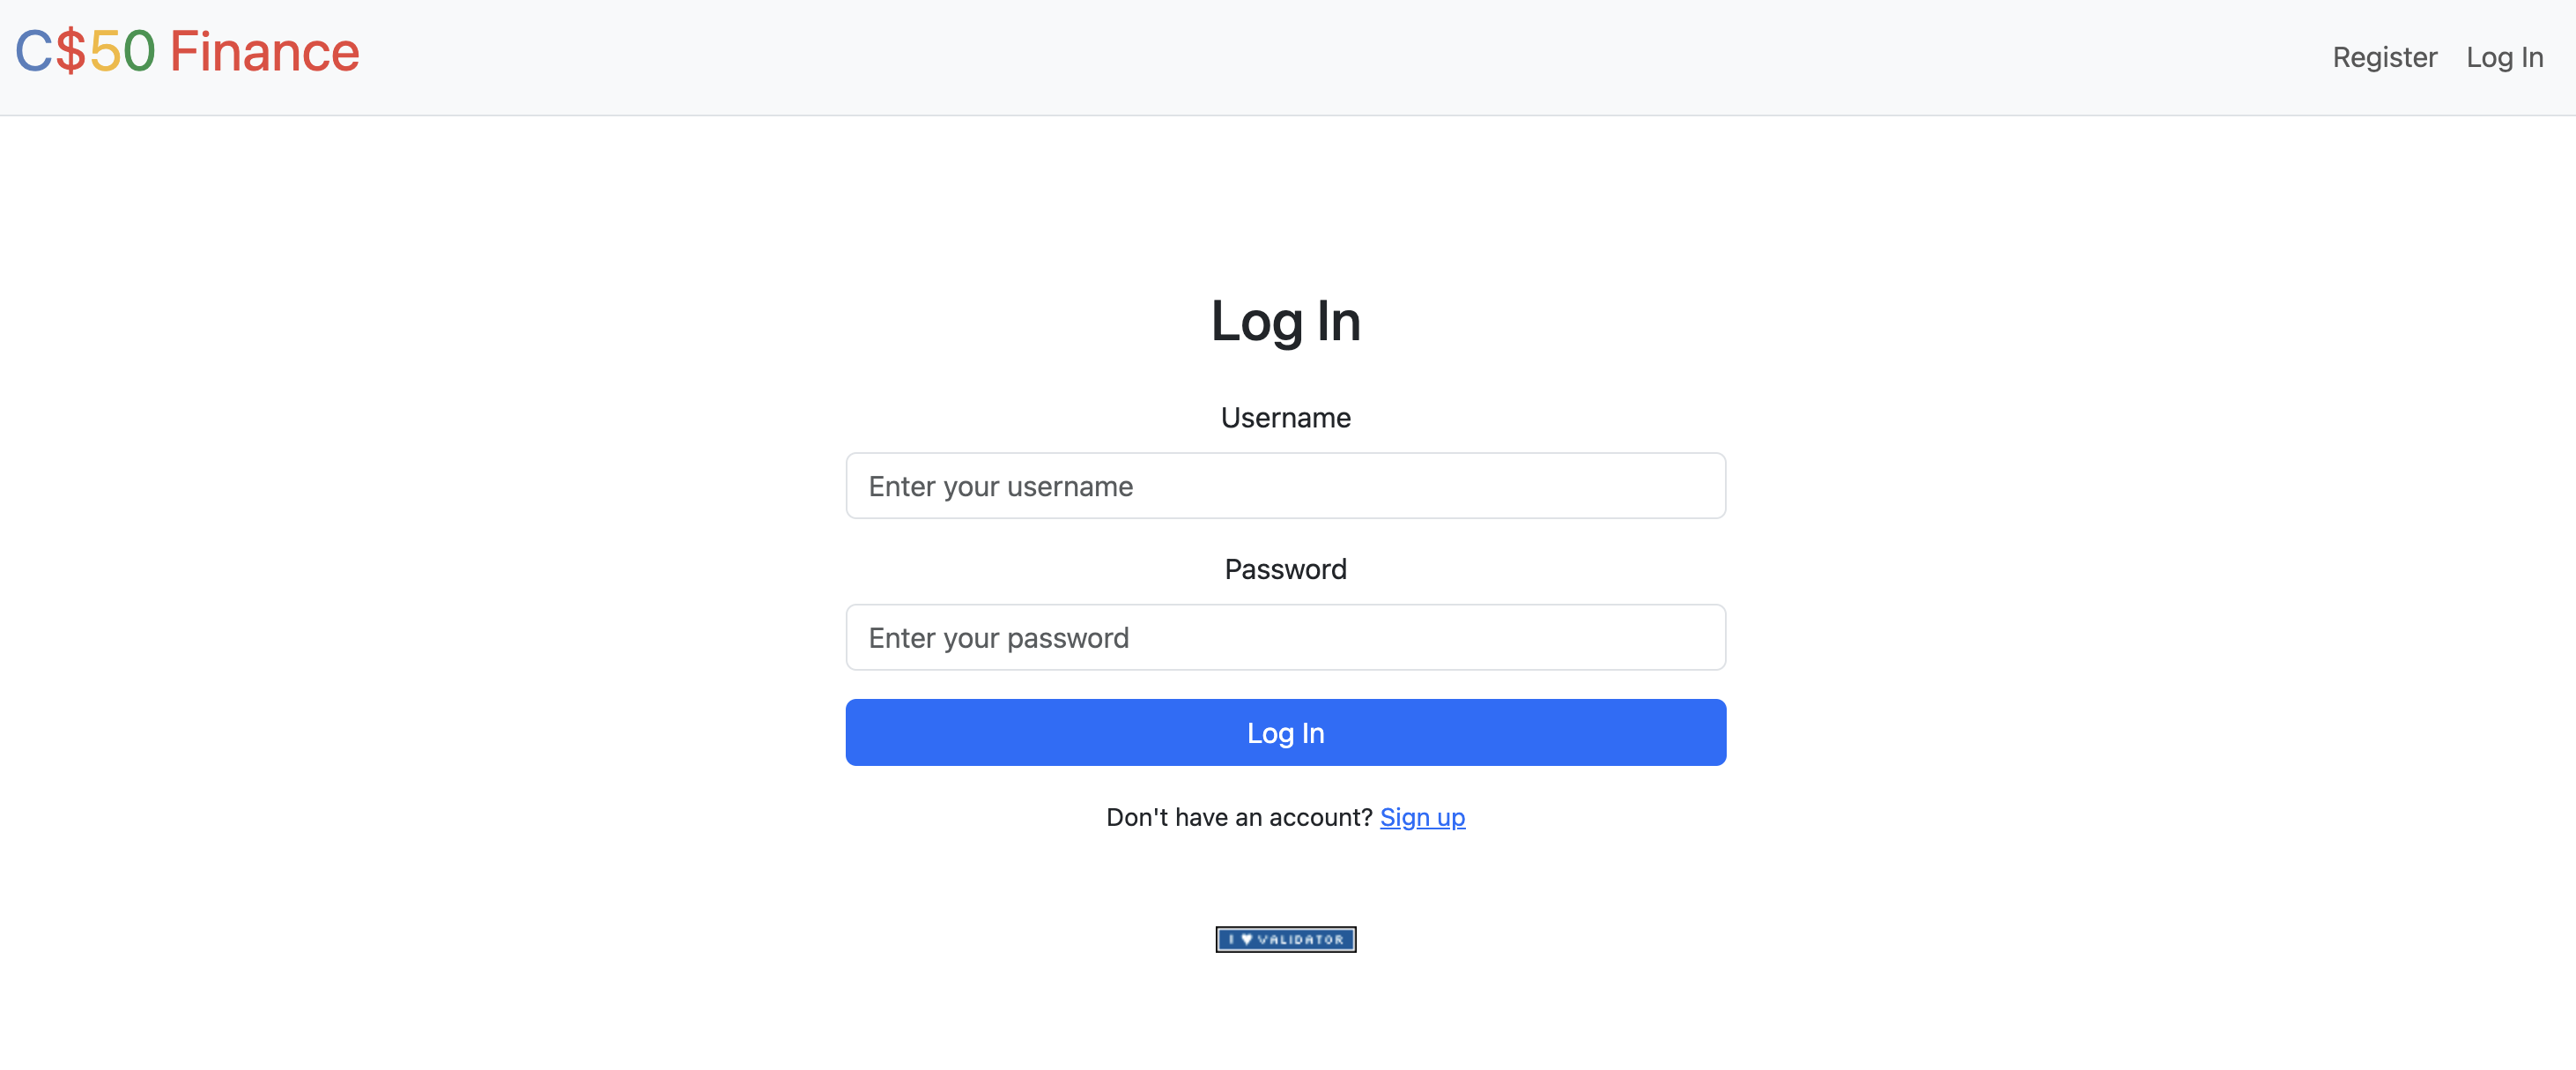 C$50 Finance
Register Log In
Log In
Username
Enter your username
Password
Enter your password
Log In
Don't have an account? Sign up
I ♥ VALIDATOR